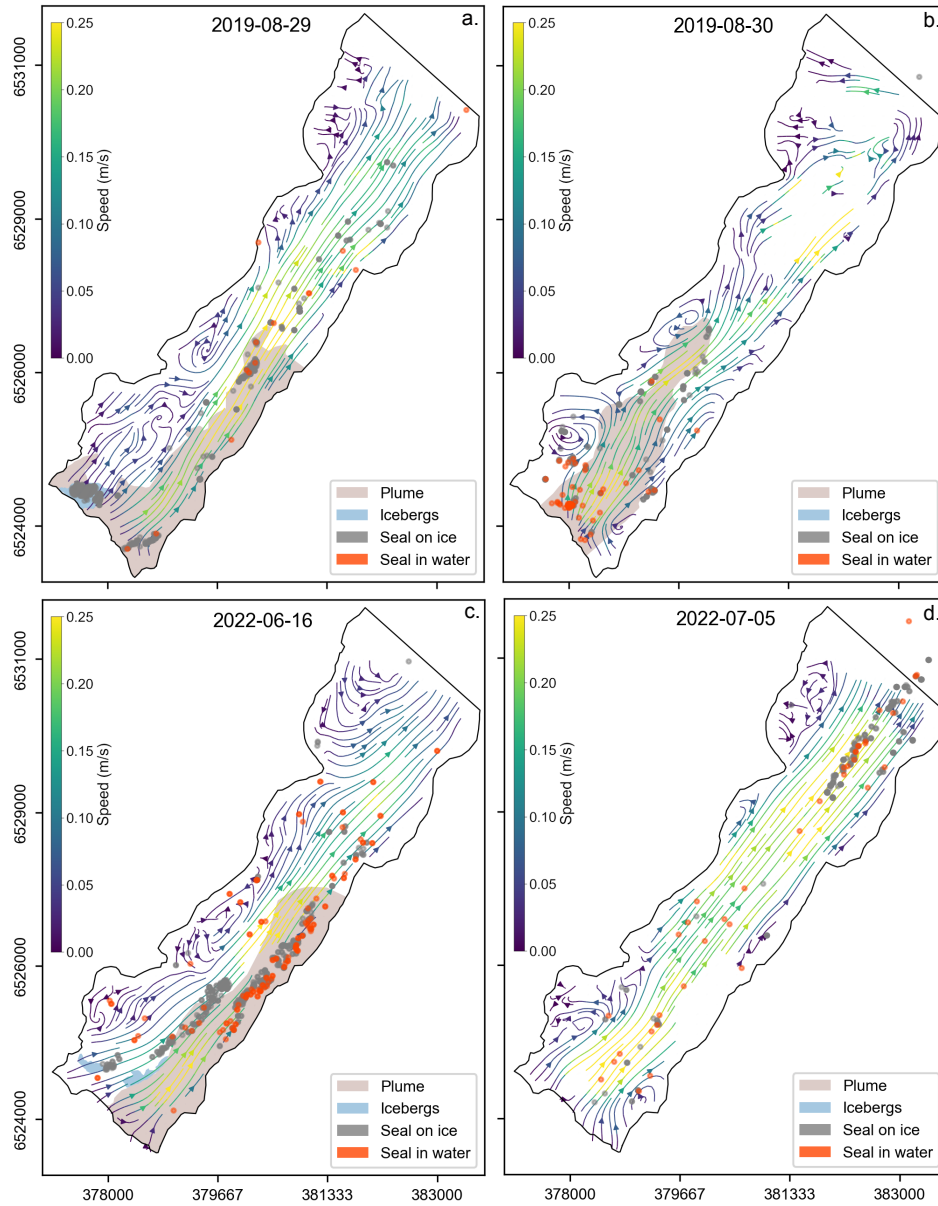 a.
2019-08-29
0.25
0.20
0.15
0.10
0.05
0.00
Speed (m/s)
6531000
6529000
6526000
6524000
Plume
Icebergs
Seal on ice
Seal in water
b.
2019-08-30
0.25
0.20
0.15
0.10
0.05
0.00
Speed (m/s)
Plume
Icebergs
Seal on ice
Seal in water
c.
2022-06-16
0.25
0.20
0.15
0.10
0.05
0.00
Speed (m/s)
6531000
6529000
6526000
6524000
Plume
Icebergs
Seal on ice
Seal in water
378000
379667
381333
383000
d.
2022-07-05
0.25
0.20
0.15
0.10
0.05
0.00
Speed (m/s)
Plume
Icebergs
Seal on ice
Seal in water
378000
379667
381333
383000